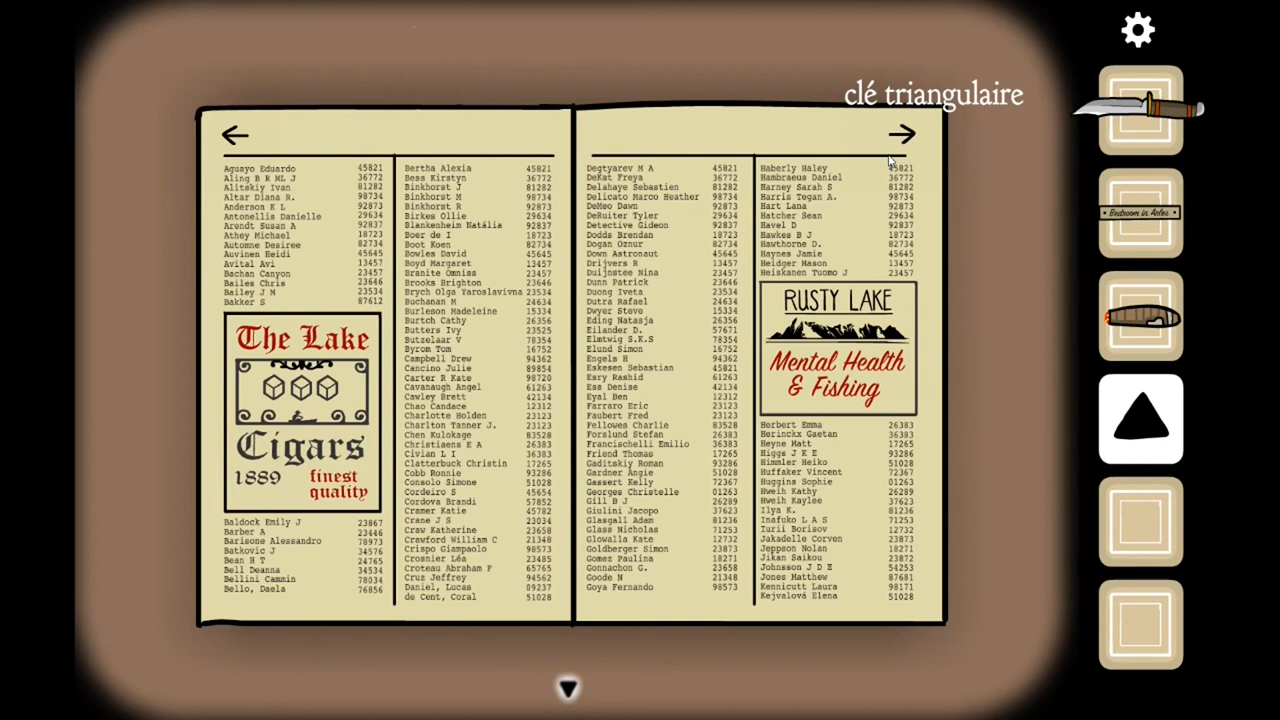 clé triangulaire
• Bedroom in Arles •
Aguayo Eduardo 45821
Aling B R ML J 36772
Alitskiy Ivan 81282
Altar Diana R. 98734
Anderson K L 92873
Antonellis Danielle 29634
Arendt Susan A 92837
Athey Michael 18723
Automne Desiree 82734
Auvinen Heidi 45645
Avital Avi 13457
Bachan Canyon 23457
Bailes Chris 23646
Bailey J M 23534
Bakker S 87612
The Lake
Cigars
1889 finest
quality
Baldock Emily J 23867
Barber A 23446
Barisone Alessandro 78973
Batkovic J 34576
Bean H T 24765
Bell Deanna 34534
Bellini Cammin 78034
Bello, Daela 76856
Bertha Alexia 45821
Bess Kirstyn 36772
Binkhorst J 81282
Binkhorst M 98734
Binkhorst R 92873
Birkes Ollie 29634
Blankenheim Natália 92837
Boer de I 18723
Boot Koen 82734
Bowles David 45645
Boyd Margaret 13457
Branite Omniss 23457
Brooks Brighton 23646
Brych Olga Yaroslavivna 23534
Buchanan M 24634
Burleson Madeleine 15334
Burtch Cathy 26356
Butters Ivy 23525
Butzelaar V 78354
Byrom Tom 16752
Campbell Drew 94362
Cancino Julie 89854
Carter R Kate 98720
Cavanaugh Angel 61263
Cawley Brett 42134
Chao Candace 12312
Charlotte Holden 23123
Charlton Tanner J. 23123
Chen Kulokage 83528
Christiaens E A 26383
Civian L I 36383
Clatterbuck Christin 17265
Cobb Ronnie 93286
Consolo Simone 51028
Cordeiro S 45654
Cordova Brandi 57852
Cramer Katie 45782
Crane J S 23034
Craw Katherine 23658
Crawford William C 21348
Crispo Giampaolo 98573
Crosnier Léa 23485
Croteau Abraham F 65765
Cruz Jeffrey 94562
Daniel, Lucas 09237
de Cent, Coral 51028
Degtyarev M A 45821
DeKat Freya 36772
Delahaye Sebastien 81282
Delicato Marco Heather 98734
DeMeo Dawn 92873
DeRuiter Tyler 29634
Detective Gideon 92837
Dodds Brendan 18723
Dogan Oznur 82734
Down Astronaut 45645
Drijvers R 13457
Duijnstee Nina 23457
Dunn Patrick 23646
Duong Iveta 23534
Dutra Rafael 24634
Dwyer Steve 15334
Eding Natasja 26356
Eilander D. 57671
Elmtwig S.K.S 78354
Elund Simon 16752
Engels H 94362
Eskesen Sebastian 45821
Esry Rashid 61263
Ess Denise 42134
Eyal Ben 12312
Farraro Eric 23123
Faubert Fred 23123
Fellowes Charlie 83528
Forslund Stefan 26383
Francischelli Emilio 36383
Friend Thomas 17265
Gaditskiy Roman 93286
Gardner Angie 51028
Gassert Kelly 72367
Georges Christelle 01263
Gill B J 26289
Giulini Jacopo 37623
Glasgall Adam 81236
Glass Nicholas 71253
Glowalla Kate 12732
Goldberger Simon 23873
Gomez Paulina 18271
Gonnachon G. 23658
Goode N 21348
Goya Fernando 98573
Haberly Haley 45821
Hambraeus Daniel 36772
Harney Sarah S 81282
Harris Tegan A. 98734
Hart Lana 92873
Hatcher Sean 29634
Havel D 92837
Hawkes B J 18723
Hawthorne D. 82734
Haynes Jamie 45645
Heidger Mason 13457
Heiskanen Tuomo J 23457
RUSTY LAKE
Mental Health
& Fishing
Herbert Emma 26383
Herinckx Gaetan 36383
Heyne Matt 17265
Higgs J K E 93286
Himmler Heiko 51028
Huffaker Vincent 72367
Huggins Sophie 01263
Hweih Kathy 26289
Hweih Kaylee 37623
Ilya K. 81236
Inafuko L A S 71253
Iurii Borisov 12732
Jakadelle Corven 23873
Jeppson Nolan 18271
Jikan Saikou 23872
Johnsson J D E 54253
Jones Matthew 87681
Kennicutt Laura 98171
Kejvalová Elena 51028